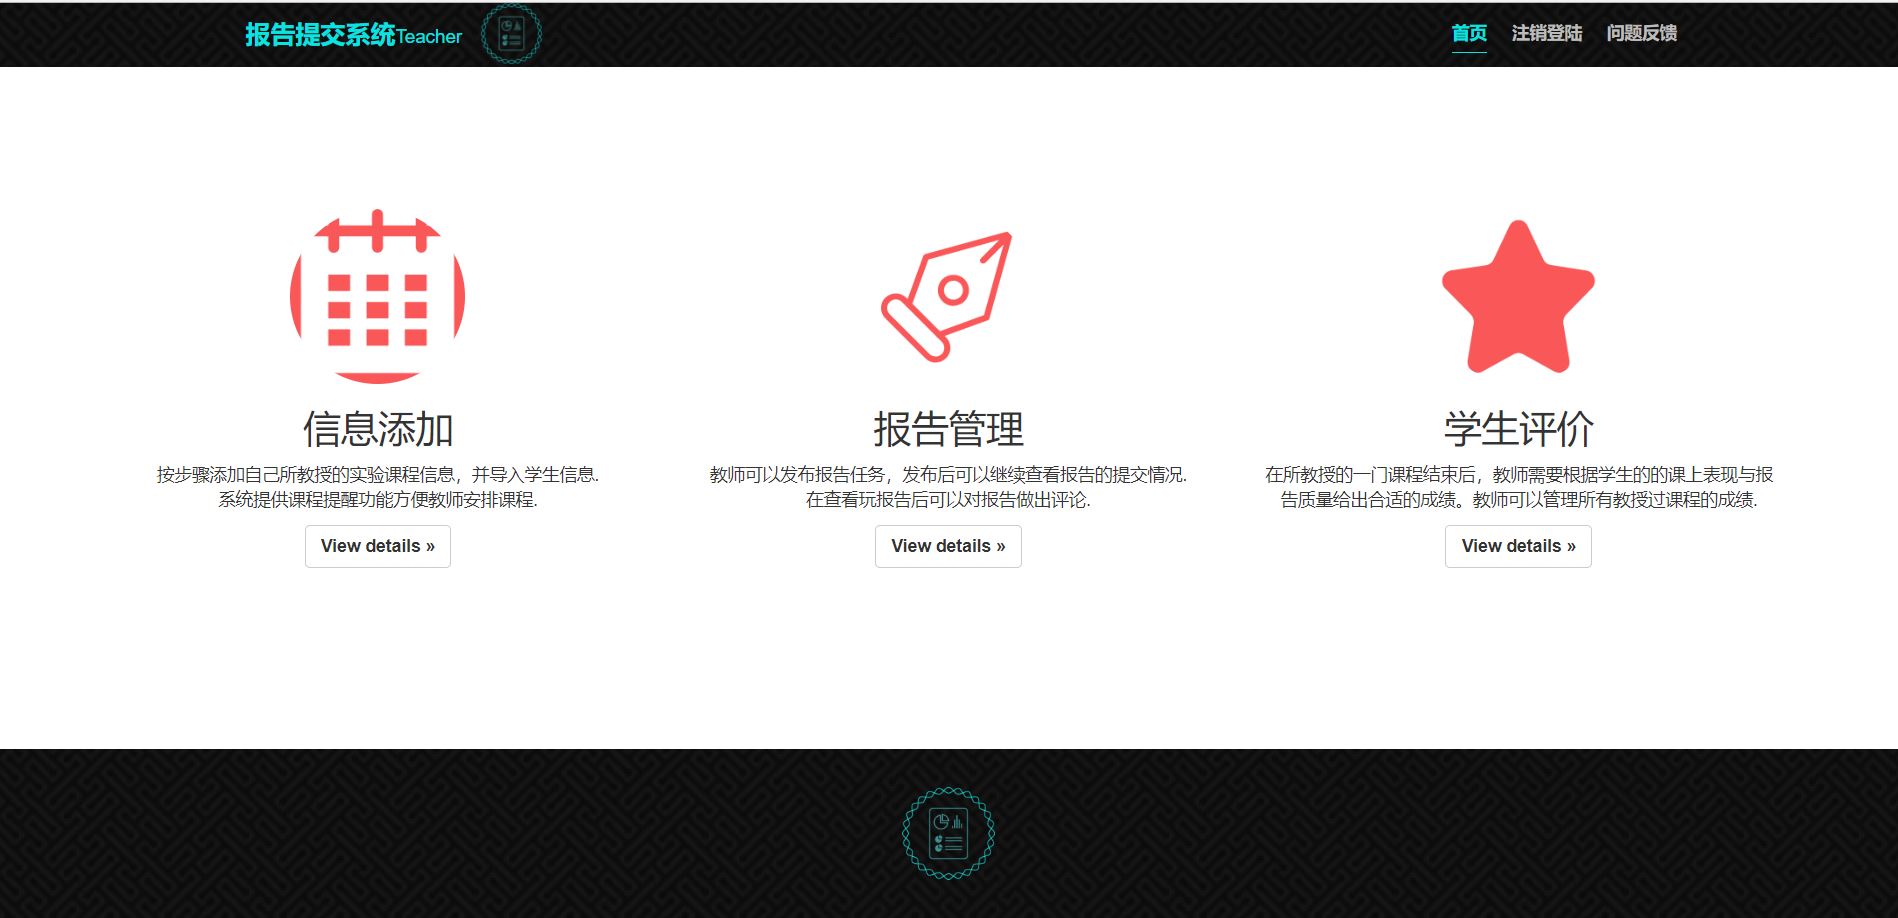 报告提交系统Teacher
首页 注销登陆 问题反馈
信息添加
按步骤添加自己所教授的实验课程信息，并导入学生信息.
系统提供课程提醒功能方便教师安排课程.
View details »
报告管理
教师可以发布报告任务，发布后可以继续查看报告的提交情况.
在查看玩报告后可以对报告做出评论.
View details »
学生评价
在所教授的一门课程结束后，教师需要根据学生的的课上表现与报
告质量给出合适的成绩。教师可以管理所有教授过课程的成绩.
View details »